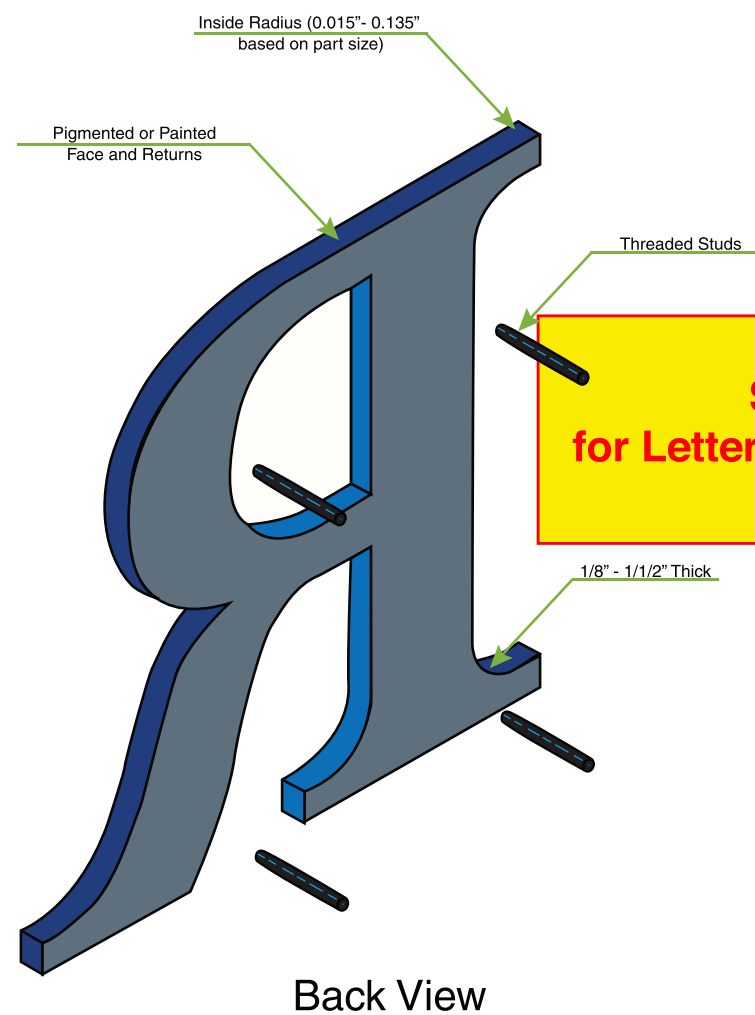 Inside Radius (0.015”- 0.135”
based on part size)
Pigmented or Painted
Face and Returns
Threaded Studs
for Letter
1/8” - 1/1/2” Thick
Back View